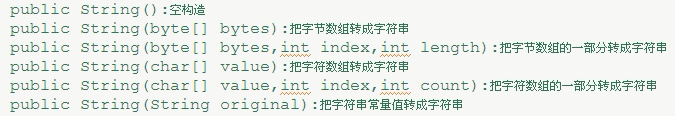 public String():空构造
public String(byte[] bytes):把字节数组转成字符串
public String(byte[] bytes,int index,int length):把字节数组的一部分转成字符串
public String(char[] value):把字符数组转成字符串
public String(char[] value,int index,int count):把字符数组的一部分转成字符串
public String(String original):把字符串常量值转成字符串